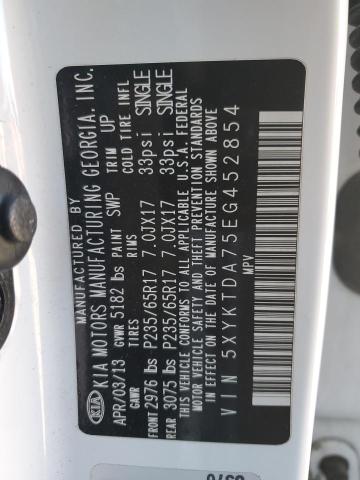 MANUFACTURED BY
KIA KIA MOTORS MANUFACTURING GEORGIA, INC.
APR/03/13 GVWR 5182 lbs PAINT SWP TRIM UP
GAWR RIMS COLD TIRE INFL
FRONT 2976 lbs P235/65R17 7.0JX17 33psi SINGLE
REAR 3075 lbs P235/65R17 7.0JX17 33psi SINGLE
THIS VEHICLE CONFORMS TO ALL APPLICABLE U.S.A. FEDERAL
MOTOR VEHICLE SAFETY AND THEFT PREVENTION STANDARDS
IN EFFECT ON THE DATE OF MANUFACTURE SHOWN ABOVE
VIN 5XYKTDA75EG452854
MPV